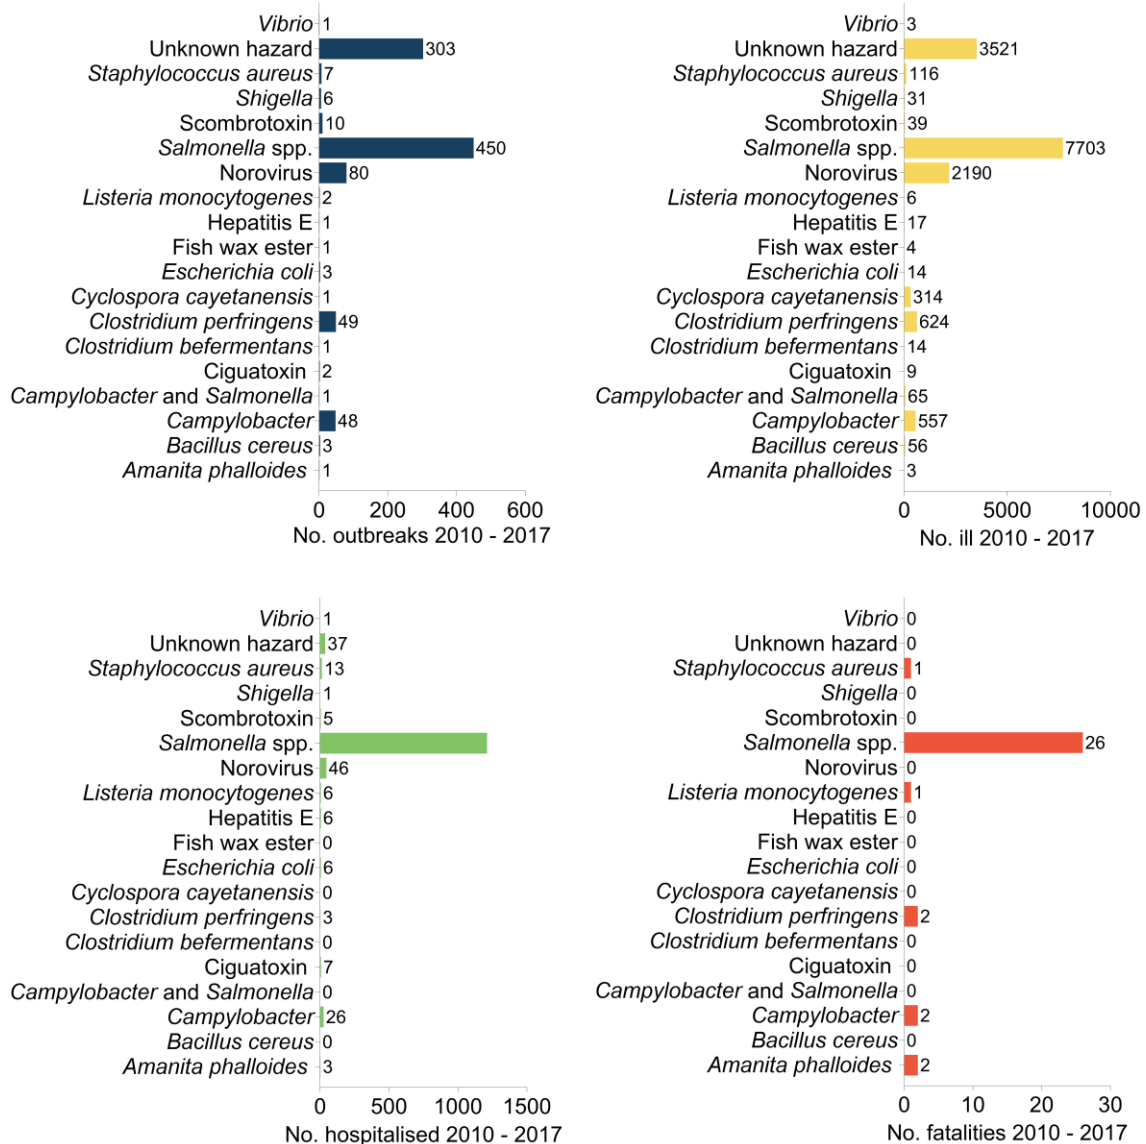 Vibrio 1
Unknown hazard 303
Staphylococcus aureus 7
Shigella 6
Scombrotoxin 10
Salmonella spp. 450
Norovirus 80
Listeria monocytogenes 2
Hepatitis E 1
Fish wax ester 1
Escherichia coli 3
Cyclospora cayetanensis 1
Clostridium perfringens 49
Clostridium befermentans 1
Ciguatoxin 2
Campylobacter and Salmonella 1
Campylobacter 48
Bacillus cereus 3
Amanita phalloides 1
0 200 400 600
No. outbreaks 2010 - 2017
Vibrio 3
Unknown hazard 3521
Staphylococcus aureus 116
Shigella 31
Scombrotoxin 39
Salmonella spp. 7703
Norovirus 2190
Listeria monocytogenes 6
Hepatitis E 17
Fish wax ester 4
Escherichia coli 14
Cyclospora cayetanensis 314
Clostridium perfringens 624
Clostridium befermentans 14
Ciguatoxin 9
Campylobacter and Salmonella 65
Campylobacter 557
Bacillus cereus 56
Amanita phalloides 3
0 5000 10000
No. ill 2010 - 2017
Vibrio 1
Unknown hazard 37
Staphylococcus aureus 13
Shigella 1
Scombrotoxin 5
Salmonella spp.
Norovirus 46
Listeria monocytogenes 6
Hepatitis E 6
Fish wax ester 0
Escherichia coli 6
Cyclospora cayetanensis 0
Clostridium perfringens 3
Clostridium befermentans 0
Ciguatoxin 7
Campylobacter and Salmonella 0
Campylobacter 26
Bacillus cereus 0
Amanita phalloides 3
0 500 1000 1500
No. hospitalised 2010 - 2017
Vibrio 0
Unknown hazard 0
Staphylococcus aureus 1
Shigella 0
Scombrotoxin 0
Salmonella spp. 26
Norovirus 0
Listeria monocytogenes 1
Hepatitis E 0
Fish wax ester 0
Escherichia coli 0
Cyclospora cayetanensis 0
Clostridium perfringens 2
Clostridium befermentans 0
Ciguatoxin 0
Campylobacter and Salmonella 0
Campylobacter 2
Bacillus cereus 0
Amanita phalloides 2
0 10 20 30
No. fatalities 2010 - 2017